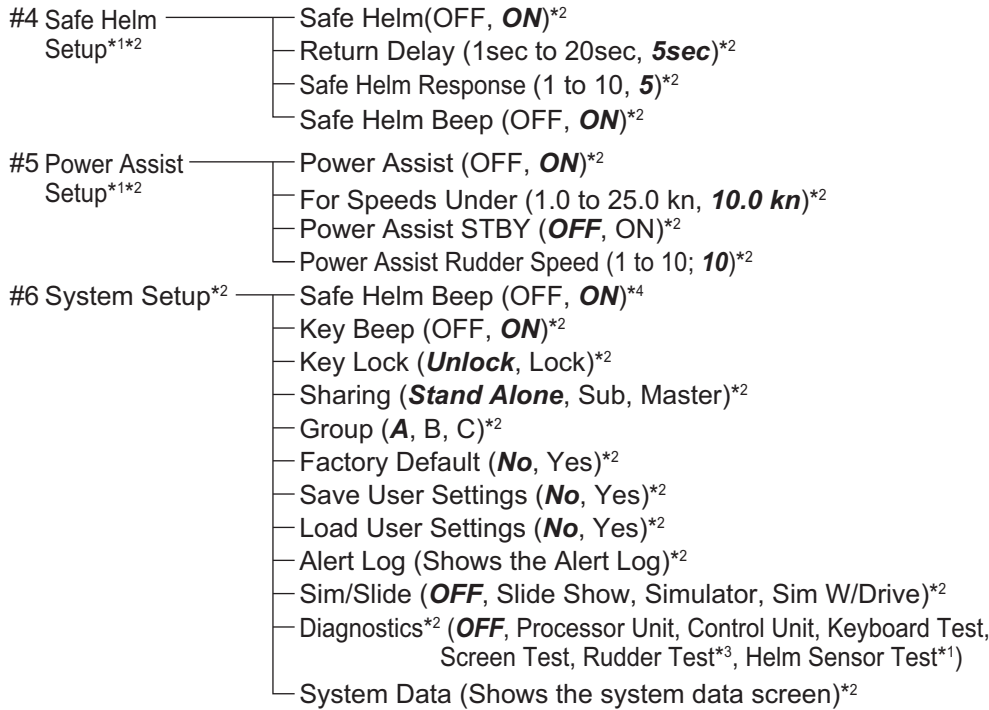 #4 Safe Helm Safe Helm(OFF, ON)*2
Setup*1*2 Return Delay (1sec to 20sec, 5sec)*2
Safe Helm Response (1 to 10, 5)*2
Safe Helm Beep (OFF, ON)*2
#5 Power Assist Power Assist (OFF, ON)*2
Setup*1*2 For Speeds Under (1.0 to 25.0 kn, 10.0 kn)*2
Power Assist STBY (OFF, ON)*2
Power Assist Rudder Speed (1 to 10; 10)*2
#6 System Setup*2 Safe Helm Beep (OFF, ON)*4
Key Beep (OFF, ON)*2
Key Lock (Unlock, Lock)*2
Sharing (Stand Alone, Sub, Master)*2
Group (A, B, C)*2
Factory Default (No, Yes)*2
Save User Settings (No, Yes)*2
Load User Settings (No, Yes)*2
Alert Log (Shows the Alert Log)*2
Sim/Slide (OFF, Slide Show, Simulator, Sim W/Drive)*2
Diagnostics*2 (OFF, Processor Unit, Control Unit, Keyboard Test,
Screen Test, Rudder Test*3, Helm Sensor Test*1)
System Data (Shows the system data screen)*2